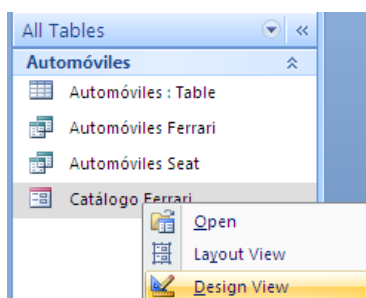 All Tables
Automóviles
Automóviles : Table
Automóviles Ferrari
Automóviles Seat
Catálogo Ferrari
Open
Layout View
Design View